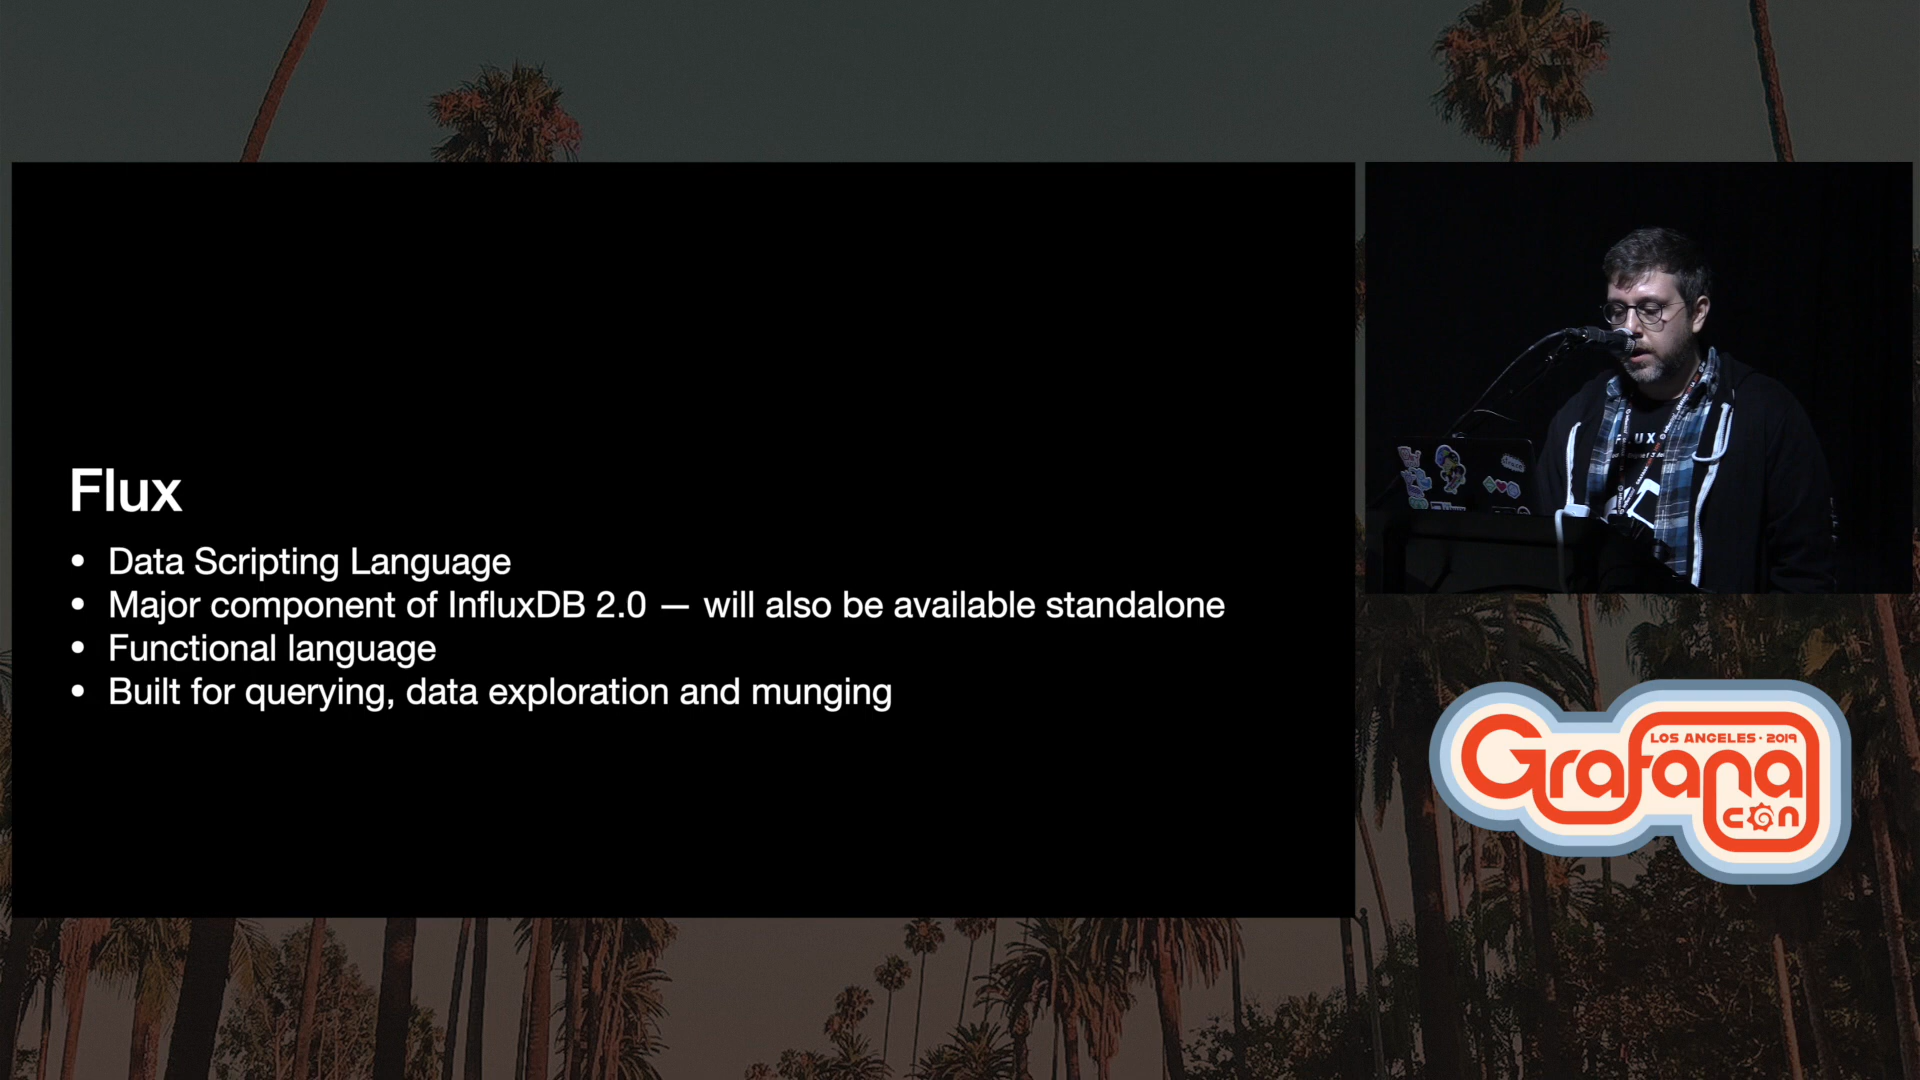 Flux
• Data Scripting Language
• Major component of InfluxDB 2.0 — will also be available standalone
• Functional language
• Built for querying, data exploration and munging
FLUX
LOS ANGELES · 2019
Grafana
con